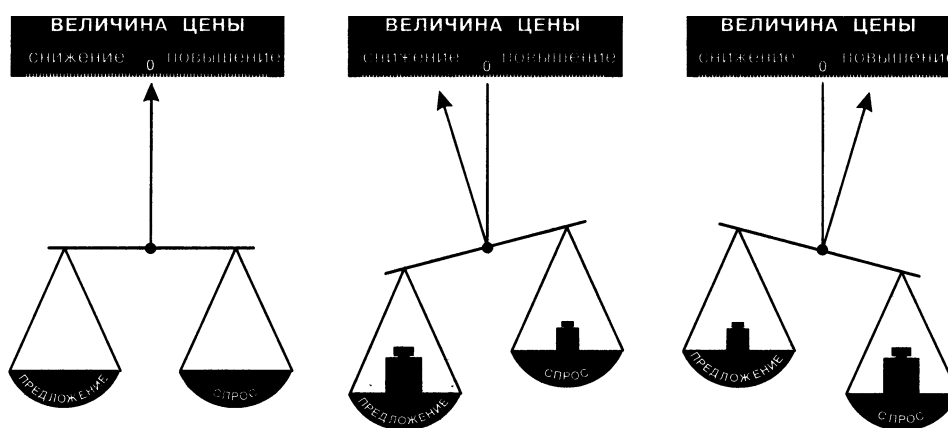 ВЕЛИЧИНА ЦЕНЫ
СНИЖЕНИЕ 0 ПОВЫШЕНИЕ
ПРЕДЛОЖЕНИЕ
СПРОС
ВЕЛИЧИНА ЦЕНЫ
СНИЖЕНИЕ 0 ПОВЫШЕНИЕ
ПРЕДЛОЖЕНИЕ
СПРОС
ВЕЛИЧИНА ЦЕНЫ
СНИЖЕНИЕ 0 ПОВЫШЕНИЕ
ПРЕДЛОЖЕНИЕ
СПРОС